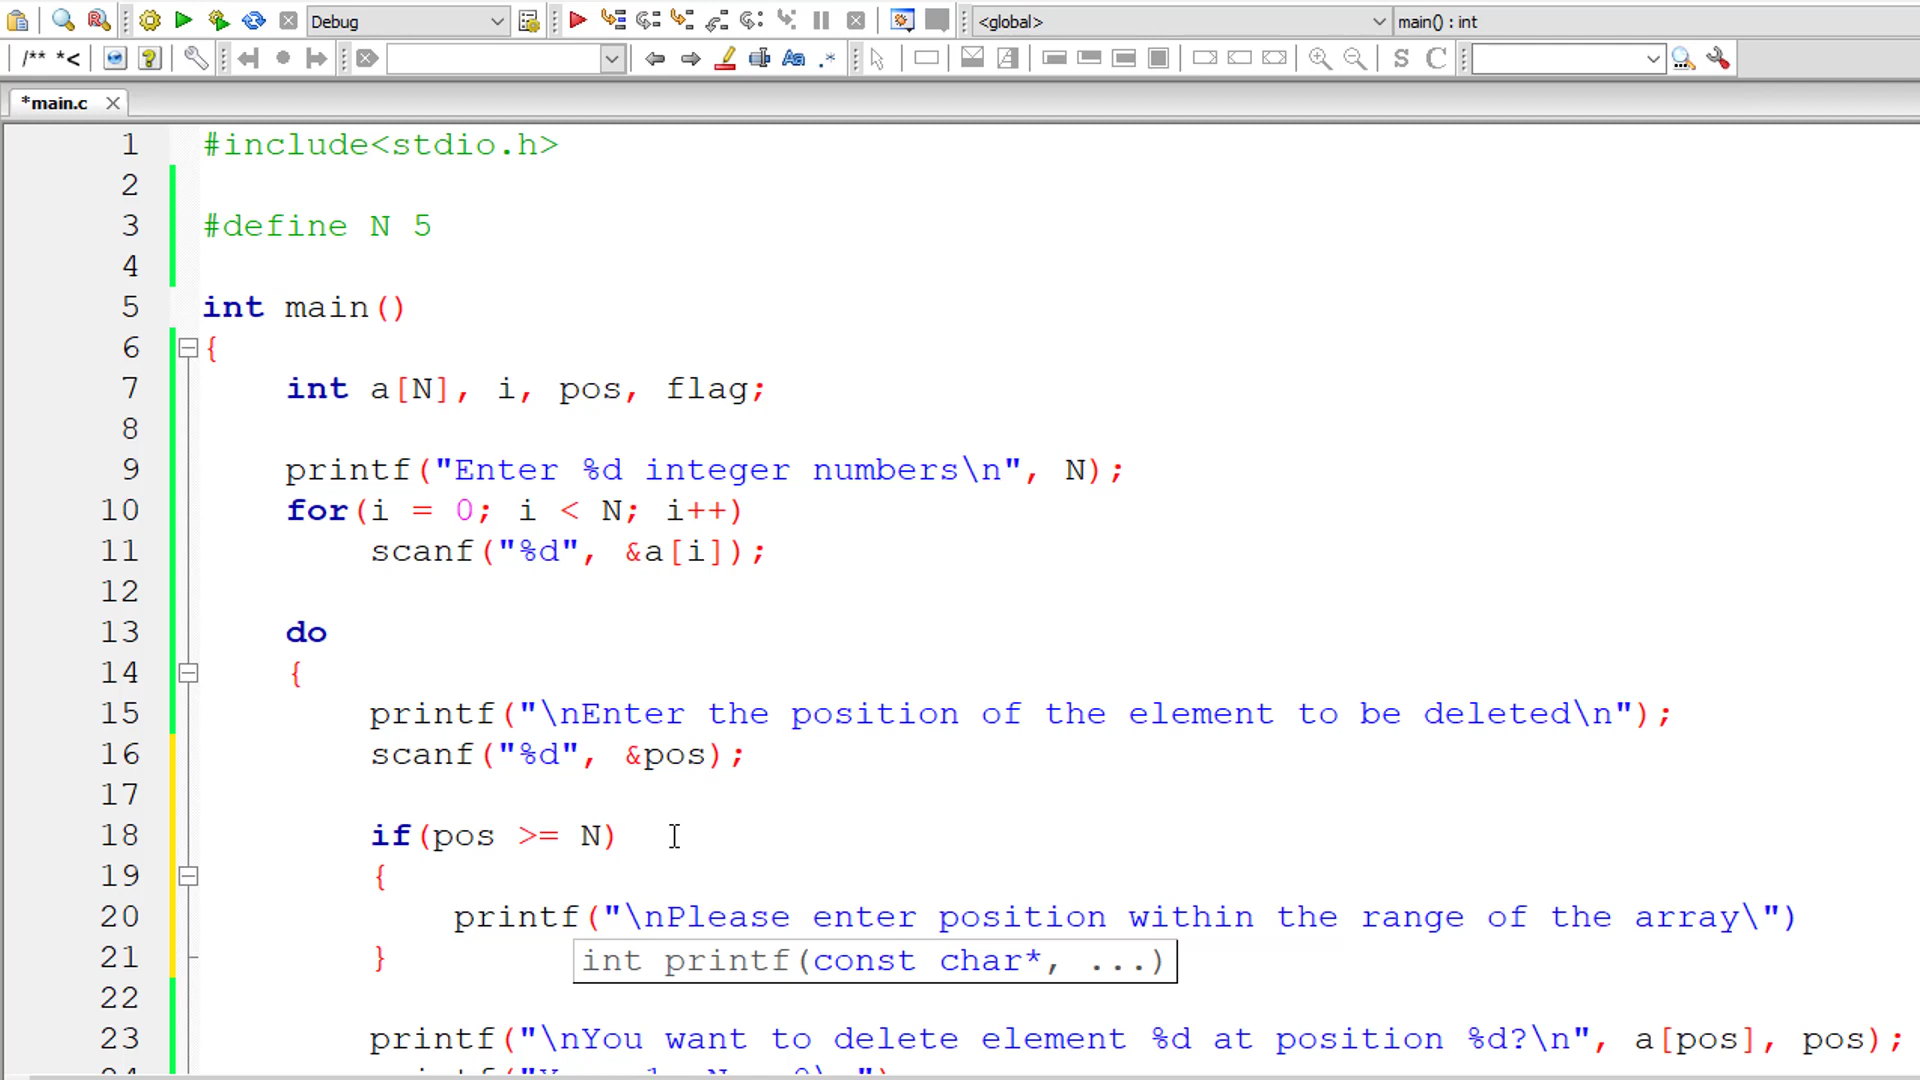 Debug <global> main() : int
/** *< Aa .* S C
*main.c
1 #include<stdio.h>
2
3 #define N 5
4
5 int main()
6 {
7 int a[N], i, pos, flag;
8
9 printf("Enter %d integer numbers\n", N);
10 for(i = 0; i < N; i++)
11 scanf("%d", &a[i]);
12
13 do
14 {
15 printf("\nEnter the position of the element to be deleted\n");
16 scanf("%d", &pos);
17
18 if(pos >= N)
19 {
20 printf("\nPlease enter position within the range of the array\")
21 }
int printf(const char*, ...)
22
23 printf("\nYou want to delete element %d at position %d?\n", a[pos], pos);